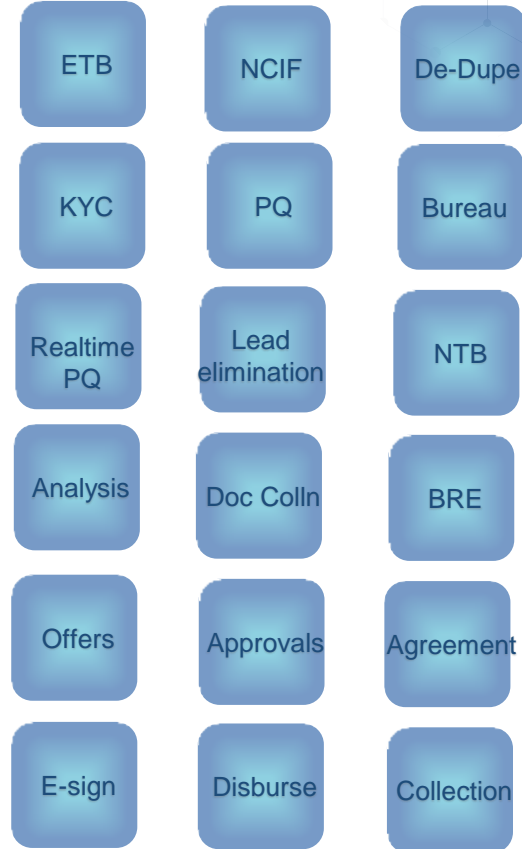 ETB
NCIF
De-Dupe
KYC
PQ
Bureau
Realtime
PQ
Lead
elimination
NTB
Analysis
Doc Colln
BRE
Offers
Approvals
Agreement
E-sign
Disburse
Collection